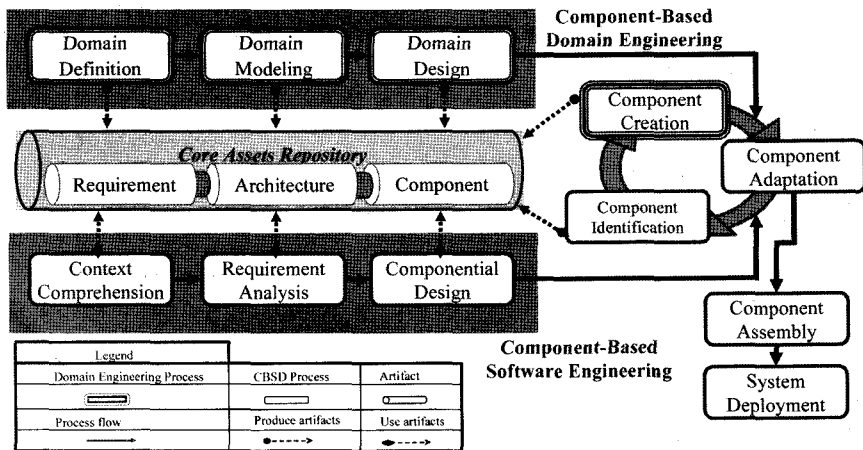 Component-Based
Domain Engineering
Domain
Definition
Domain
Modeling
Domain
Design
Component
Creation
Component
Adaptation
Component
Identification
Core Assets Repository
Requirement
Architecture
Component
Context
Comprehension
Requirement
Analysis
Componential
Design
Component
Assembly
System
Deployment
Component-Based
Software Engineering
Legend
Domain Engineering Process
CBSD Process
Artifact
Process flow
Produce artifacts
Use artifacts